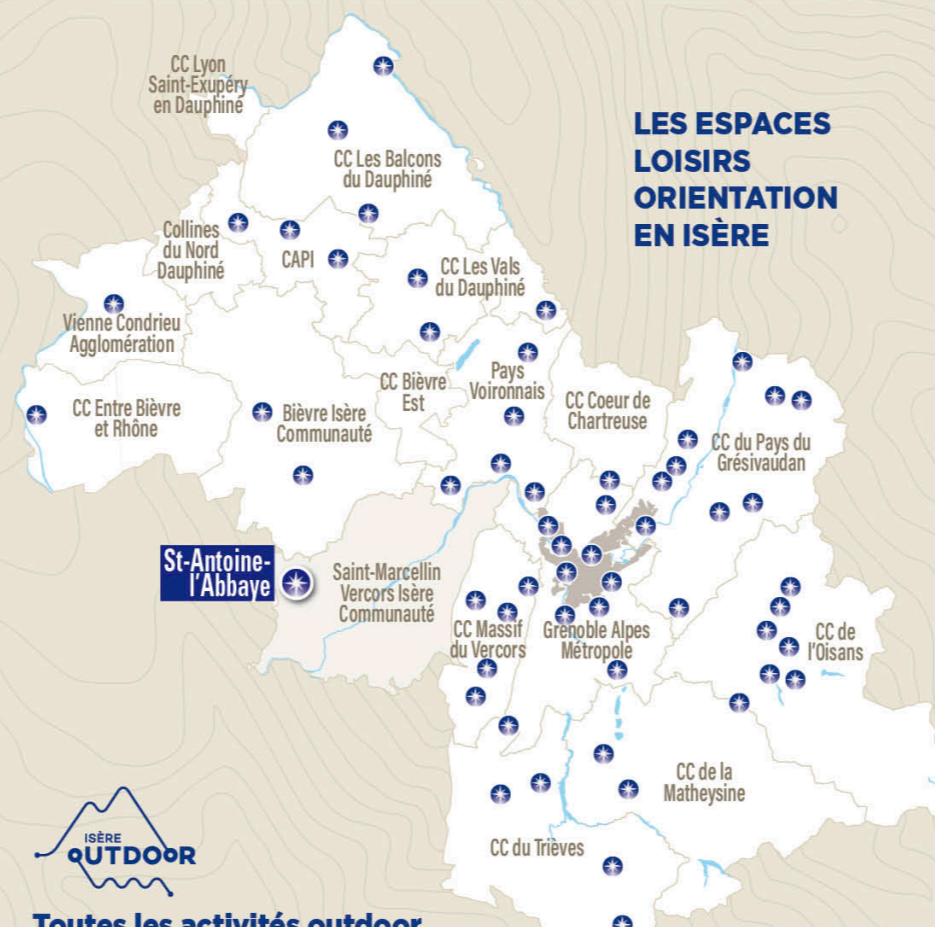 CC Lyon
Saint-Exupéry
en Dauphiné
LES ESPACES
LOISIRS
ORIENTATION
EN ISÈRE
CC Les Balcons
du Dauphiné
Collines
du Nord
Dauphiné
CAPI
CC Les Vals
du Dauphiné
Vienne Condrieu
Agglomération
CC Bièvre
Est
Pays
Voironnais
CC Coeur de
Chartreuse
CC Entre Bièvre
et Rhône
Bièvre Isère
Communauté
CC du Pays du
Grésivaudan
St-Antoine-
l'Abbaye
Saint-Marcellin
Vercors Isère
Communauté
CC Massif
du Vercors
Grenoble Alpes
Métropole
CC de
l'Oisans
CC de la
Matheysine
CC du Trièves
ISÈRE
OUTDOOR
Toutes les activités outdoor